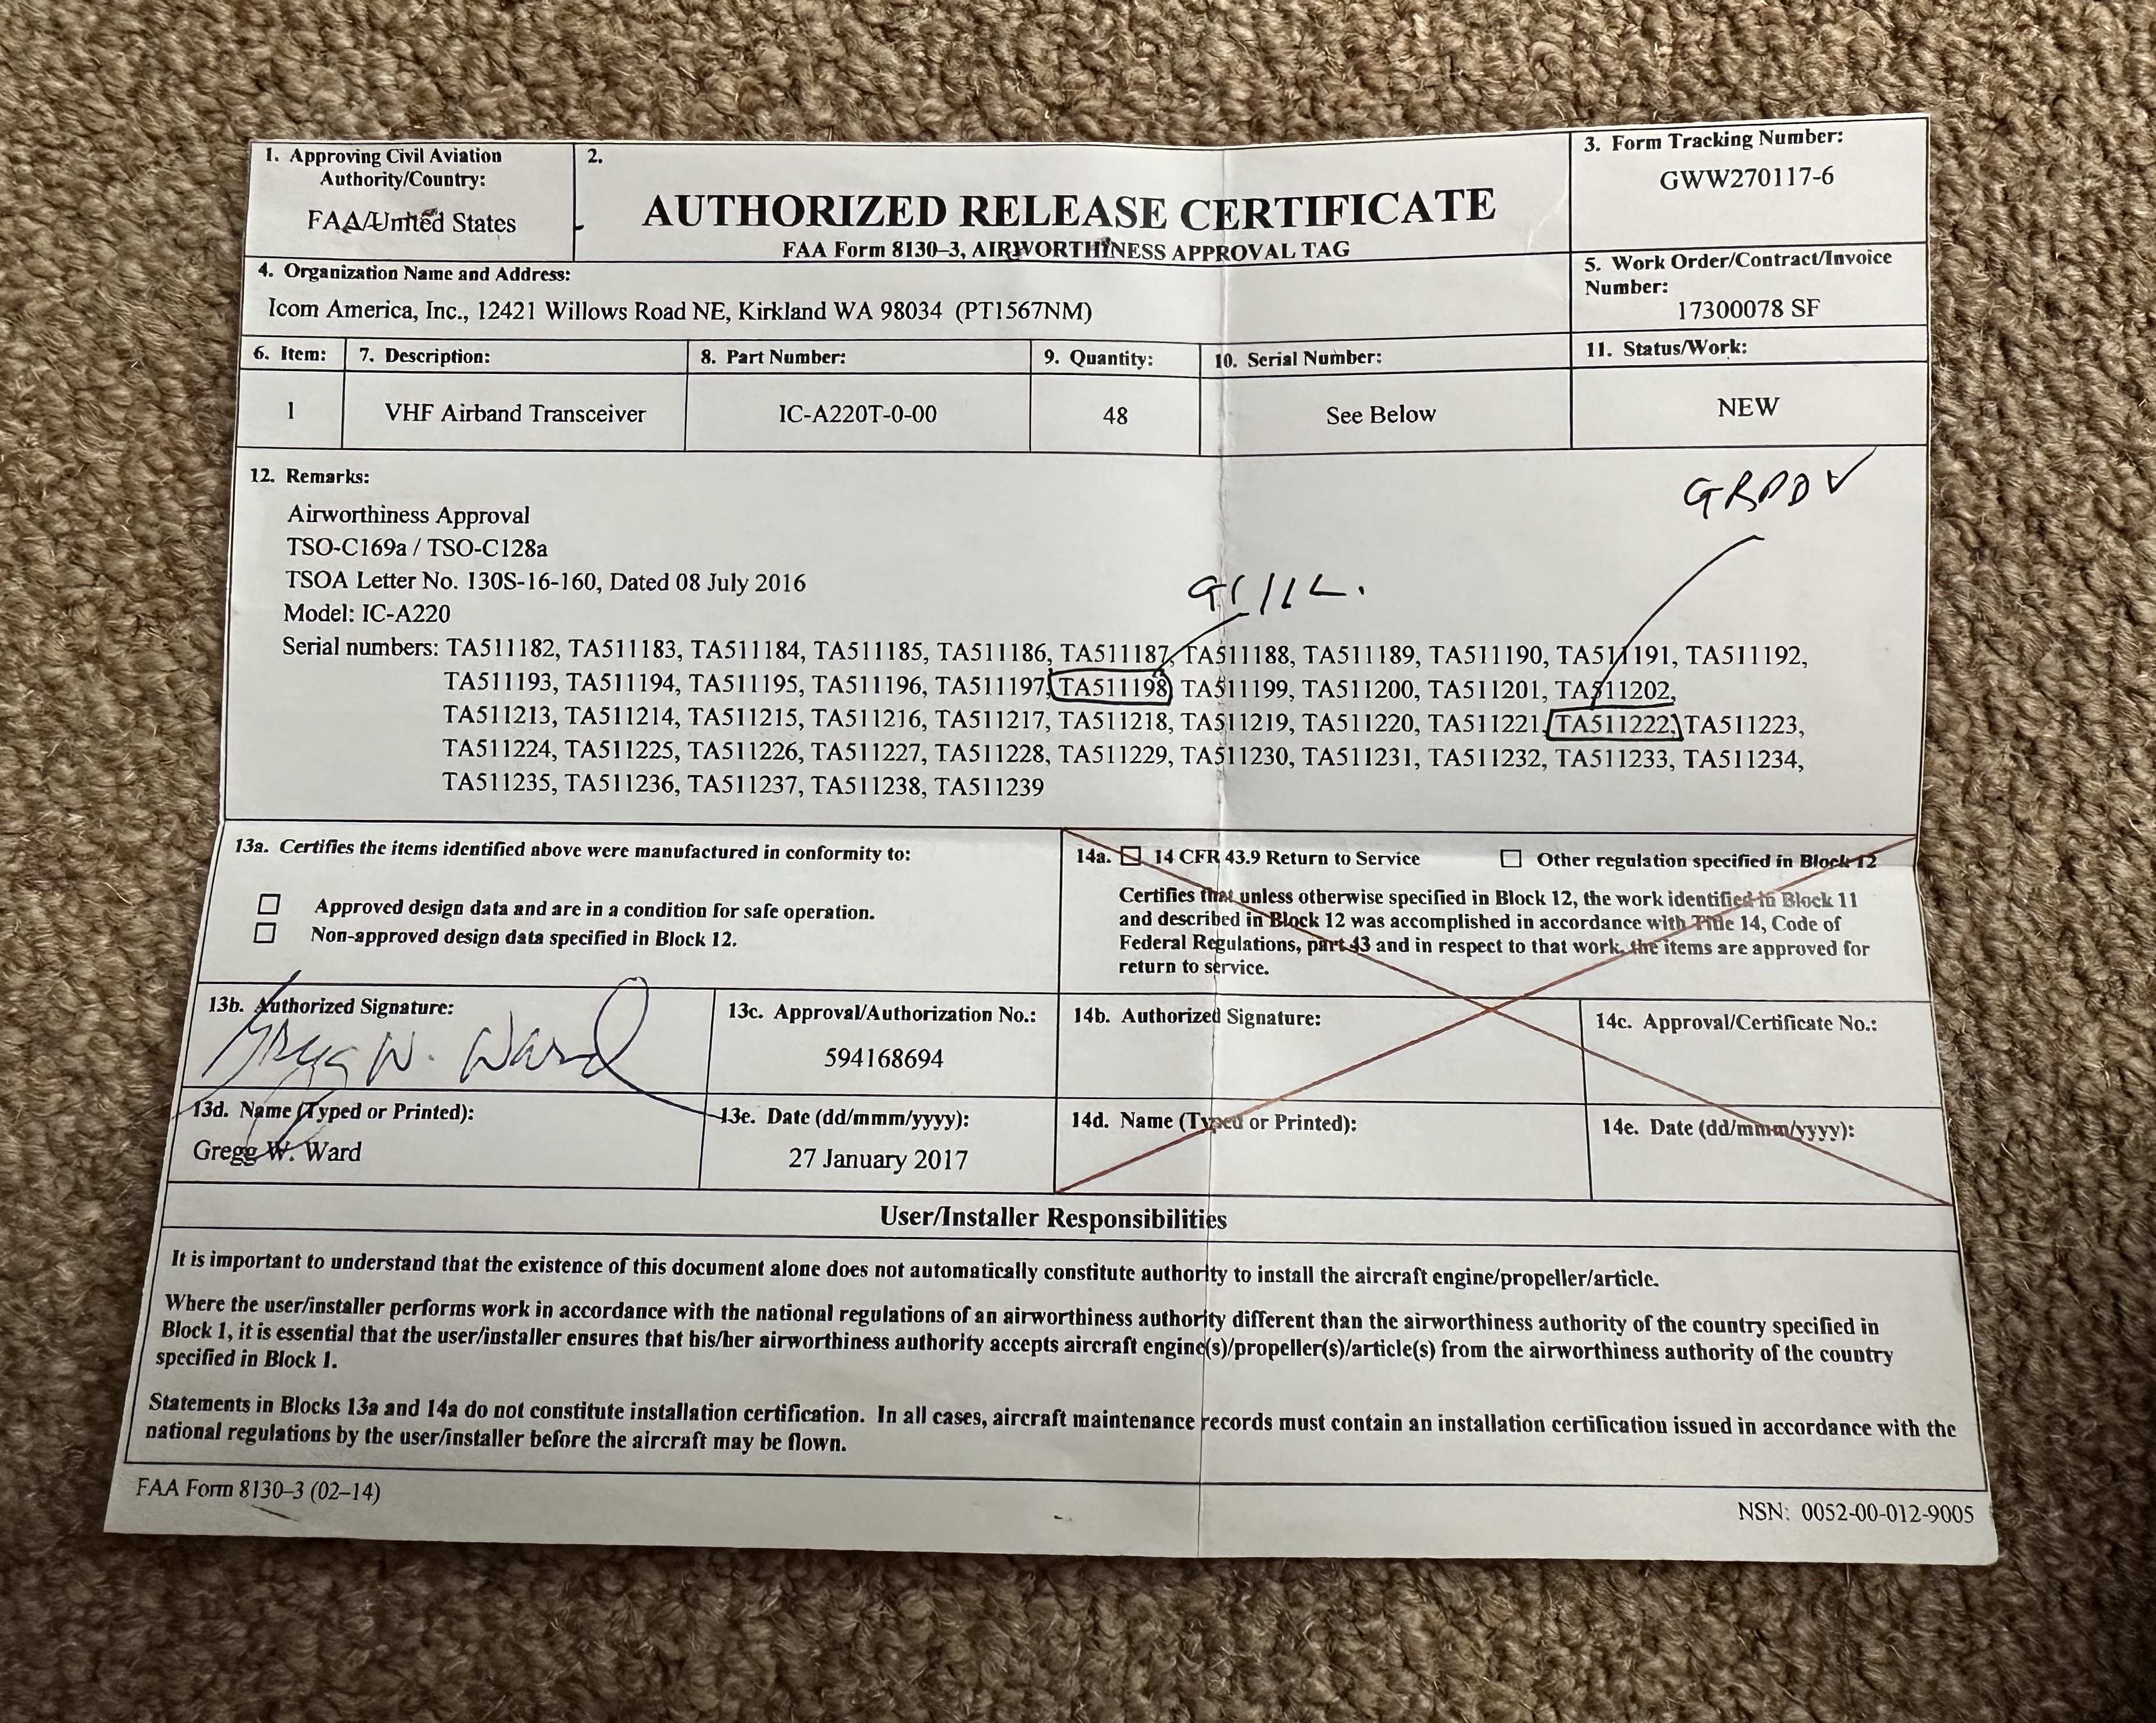 1. Approving Civil Aviation Authority/Country:
FAA/United States
2.
AUTHORIZED RELEASE CERTIFICATE
FAA Form 8130–3, AIRWORTHINESS APPROVAL TAG
3. Form Tracking Number:
GWW270117-6
4. Organization Name and Address:
Icom America, Inc., 12421 Willows Road NE, Kirkland WA 98034 (PT1567NM)
5. Work Order/Contract/Invoice
Number:
17300078 SF
6. Item: 7. Description: 8. Part Number: 9. Quantity: 10. Serial Number: 11. Status/Work:
1 VHF Airband Transceiver IC-A220T-0-00 48 See Below NEW
12. Remarks:
Airworthiness Approval
TSO-C169a / TSO-C128a
TSOA Letter No. 130S-16-160, Dated 08 July 2016
Model: IC-A220
Serial numbers: TA511182, TA511183, TA511184, TA511185, TA511186, TA511187, TA511188, TA511189, TA511190, TA511191, TA511192,
TA511193, TA511194, TA511195, TA511196, TA511197, TA511198, TA511199, TA511200, TA511201, TA511202,
TA511213, TA511214, TA511215, TA511216, TA511217, TA511218, TA511219, TA511220, TA511221, TA511222, TA511223,
TA511224, TA511225, TA511226, TA511227, TA511228, TA511229, TA511230, TA511231, TA511232, TA511233, TA511234,
TA511235, TA511236, TA511237, TA511238, TA511239
13a. Certifies the items identified above were manufactured in conformity to:
Approved design data and are in a condition for safe operation.
Non-approved design data specified in Block 12.
14a. 14 CFR 43.9 Return to Service Other regulation specified in Block 12
Certifies that unless otherwise specified in Block 12, the work identified in Block 11
and described in Block 12 was accomplished in accordance with Title 14, Code of
Federal Regulations, part 43 and in respect to that work, the items are approved for
return to service.
13b. Authorized Signature:
Gregg W. Ward
13c. Approval/Authorization No.:
594168694
14b. Authorized Signature:
14c. Approval/Certificate No.:
13d. Name (Typed or Printed):
Gregg W. Ward
13e. Date (dd/mmm/yyyy):
27 January 2017
14d. Name (Typed or Printed):
14e. Date (dd/mmm/yyyy):
User/Installer Responsibilities
It is important to understand that the existence of this document alone does not automatically constitute authority to install the aircraft engine/propeller/article.
Where the user/installer performs work in accordance with the national regulations of an airworthiness authority different than the airworthiness authority of the country specified in
Block 1, it is essential that the user/installer ensures that his/her airworthiness authority accepts aircraft engine(s)/propeller(s)/article(s) from the airworthiness authority of the country
specified in Block 1.
Statements in Blocks 13a and 14a do not constitute installation certification. In all cases, aircraft maintenance records must contain an installation certification issued in accordance with the
national regulations by the user/installer before the aircraft may be flown.
FAA Form 8130–3 (02–14)
NSN: 0052-00-012-9005